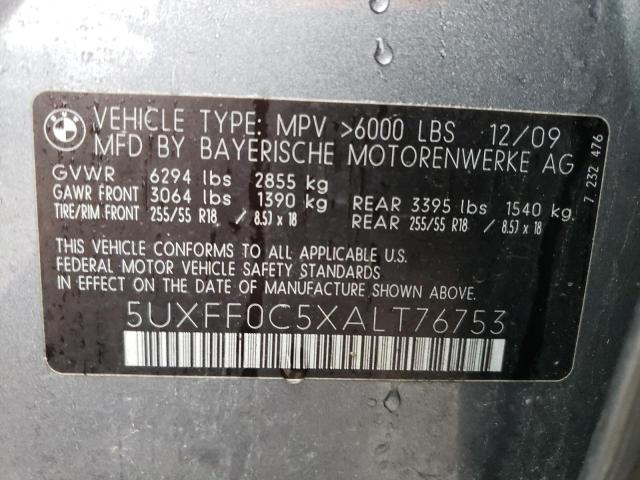 VEHICLE TYPE: MPV >6000 LBS 12/09
MFD BY BAYERISCHE MOTORENWERKE AG
GVWR 6294 lbs 2855 kg
GAWR FRONT 3064 lbs 1390 kg REAR 3395 lbs 1540 kg
TIRE/RIM FRONT 255/55 R18 / 8.5J x 18 REAR 255/55 R18 / 8.5J x 18
THIS VEHICLE CONFORMS TO ALL APPLICABLE U.S.
FEDERAL MOTOR VEHICLE SAFETY STANDARDS
IN EFFECT ON THE DATE OF MANUFACTURE SHOWN ABOVE.
5UXFF0C5XALT76753
7 232 476
BMW